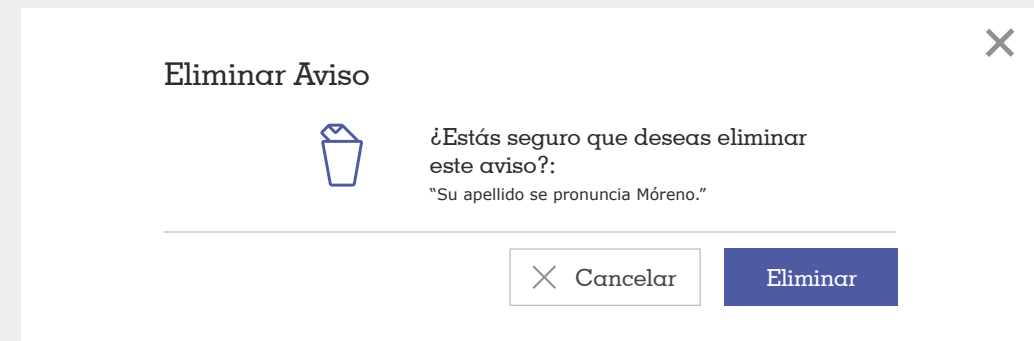 Eliminar Aviso
¿Estás seguro que deseas eliminar
este aviso?:
“Su apellido se pronuncia Móreno.”
Cancelar
Eliminar